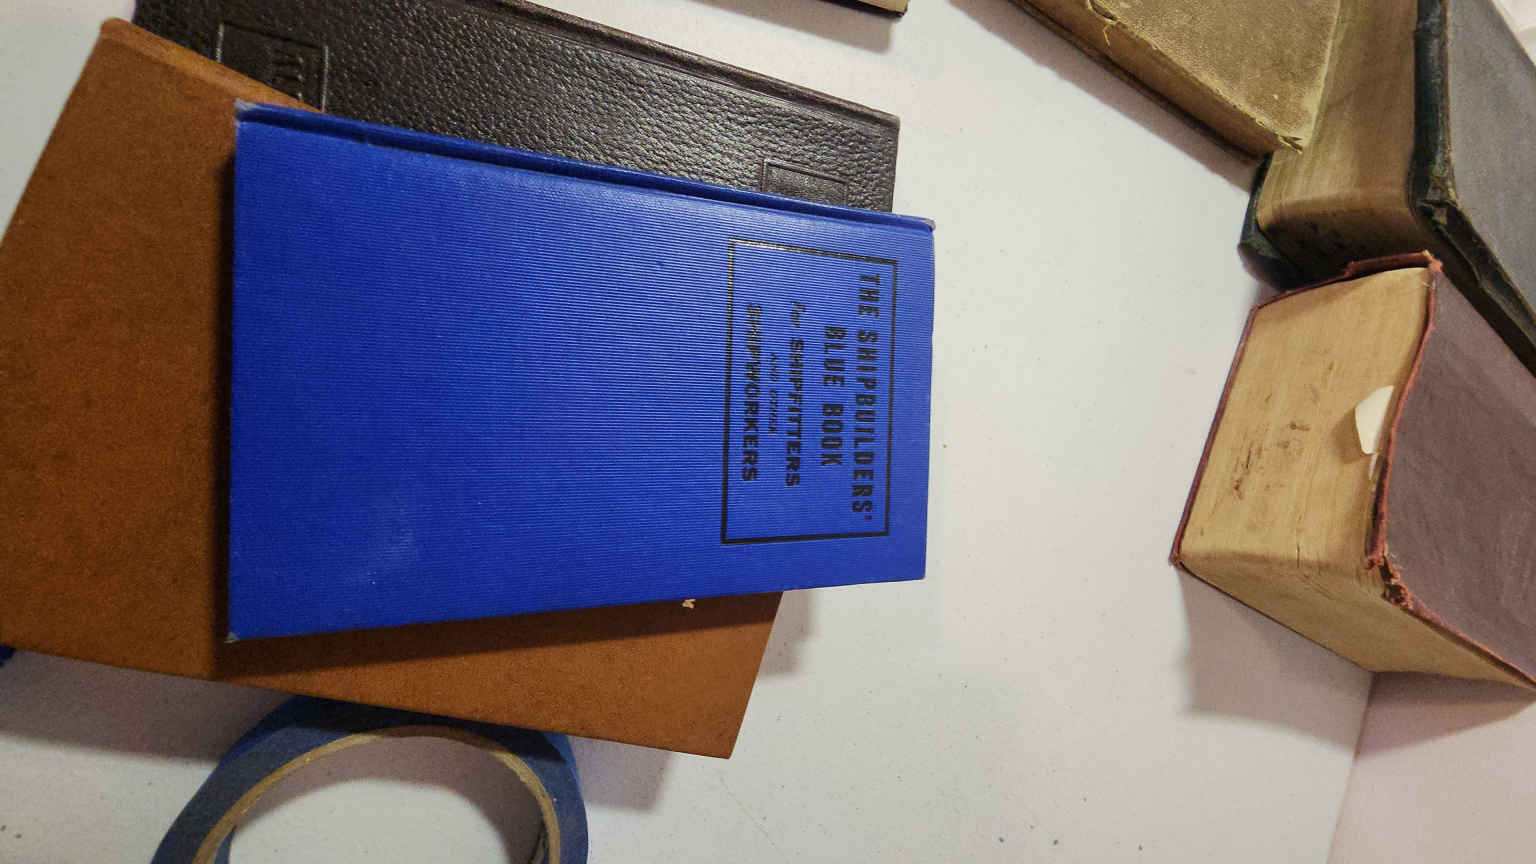 THE SHIPBUILDERS'
BLUE BOOK
for SHIPFITTERS
AND OTHER
SHIPWORKERS